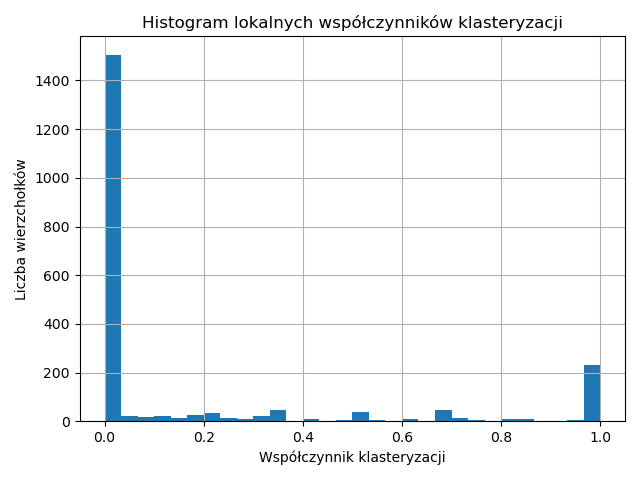 Histogram lokalnych współczynników klasteryzacji
Liczba wierzchołków
1400
1200
1000
800
600
400
200
0
0.0 0.2 0.4 0.6 0.8 1.0
Współczynnik klasteryzacji